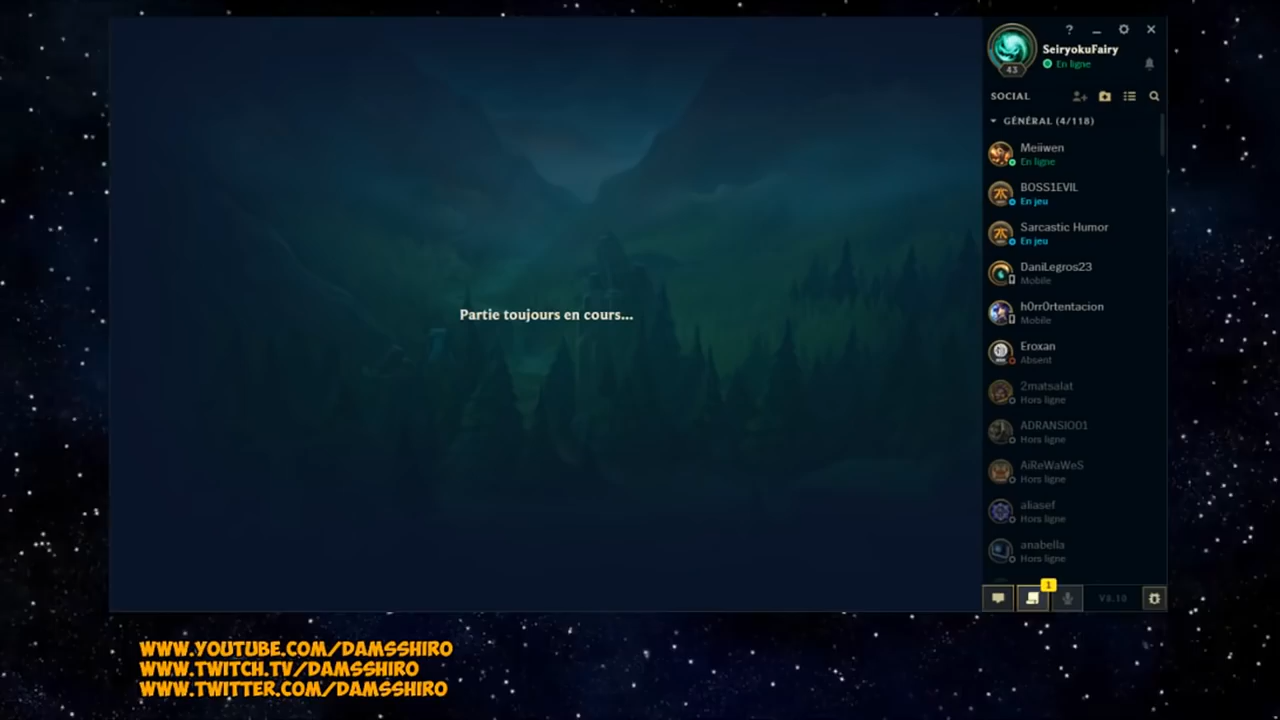 ?
SeiryokuFairy
43
En ligne
SOCIAL
GÉNÉRAL (4/118)
Meiiwen
En ligne
BOSS1EVIL
En jeu
Sarcastic Humor
En jeu
DaniLegros23
Mobile
h0rr0rtentacion
Mobile
Eroxan
Absent
2matsalat
Hors ligne
ADRANSIO01
Hors ligne
AiReWaWeS
Hors ligne
aliasef
Hors ligne
anabella
Hors ligne
1
V8.10
Partie toujours en cours...
WWW.YOUTUBE.COM/DAMSSHIRO
WWW.TWITCH.TV/DAMSSHIRO
WWW.TWITTER.COM/DAMSSHIRO